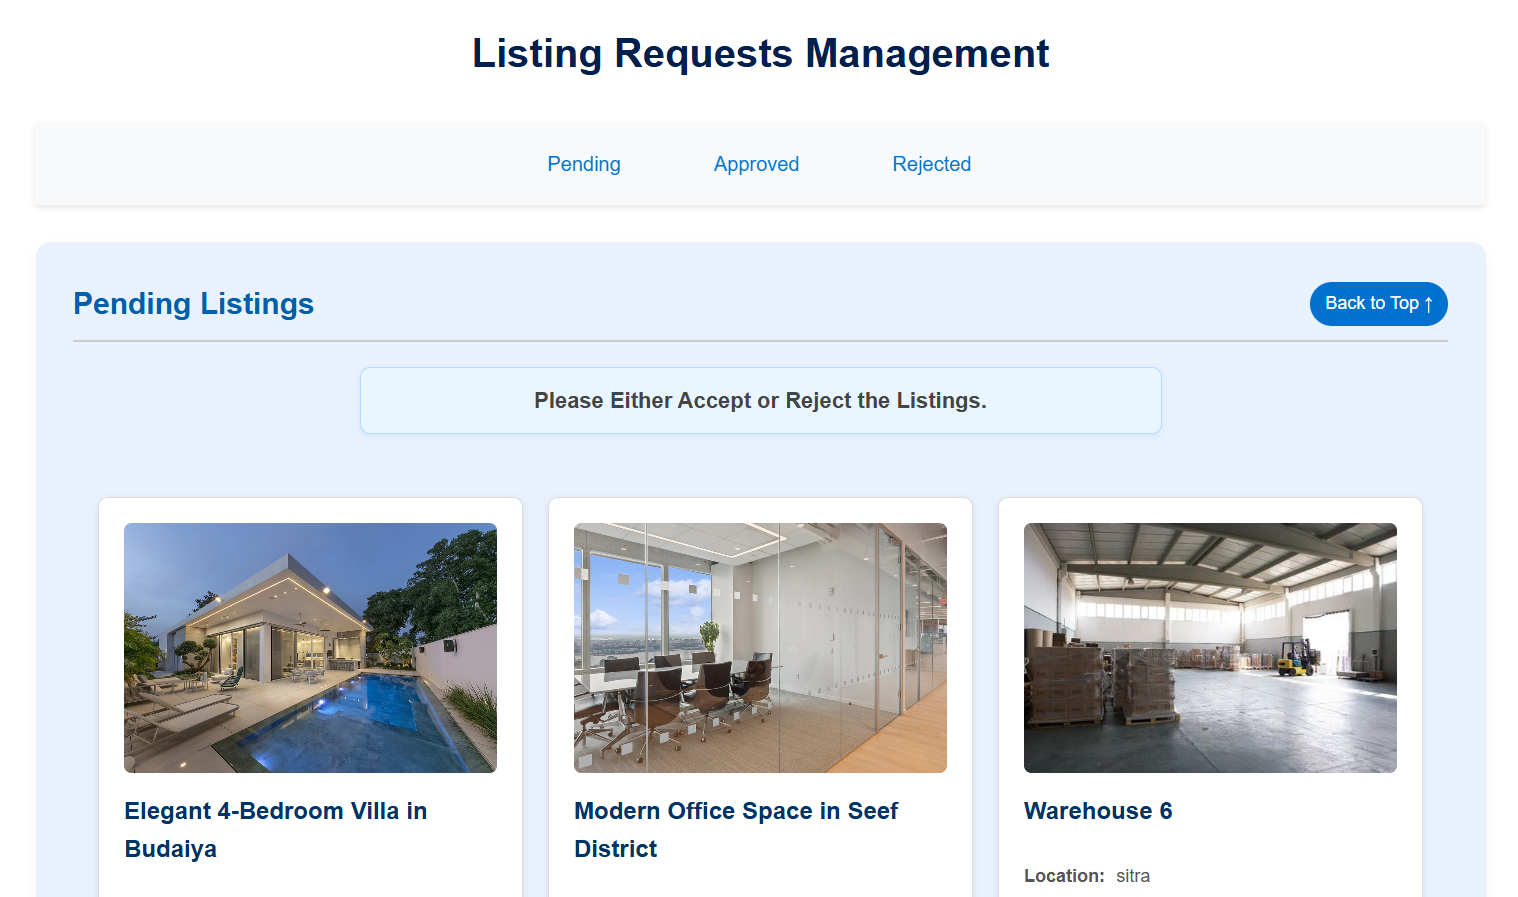 Listing Requests Management
Pending Approved Rejected
Pending Listings
Back to Top ↑
Please Either Accept or Reject the Listings.
Elegant 4-Bedroom Villa in
Budaiya
Modern Office Space in Seef
District
Warehouse 6
Location: sitra